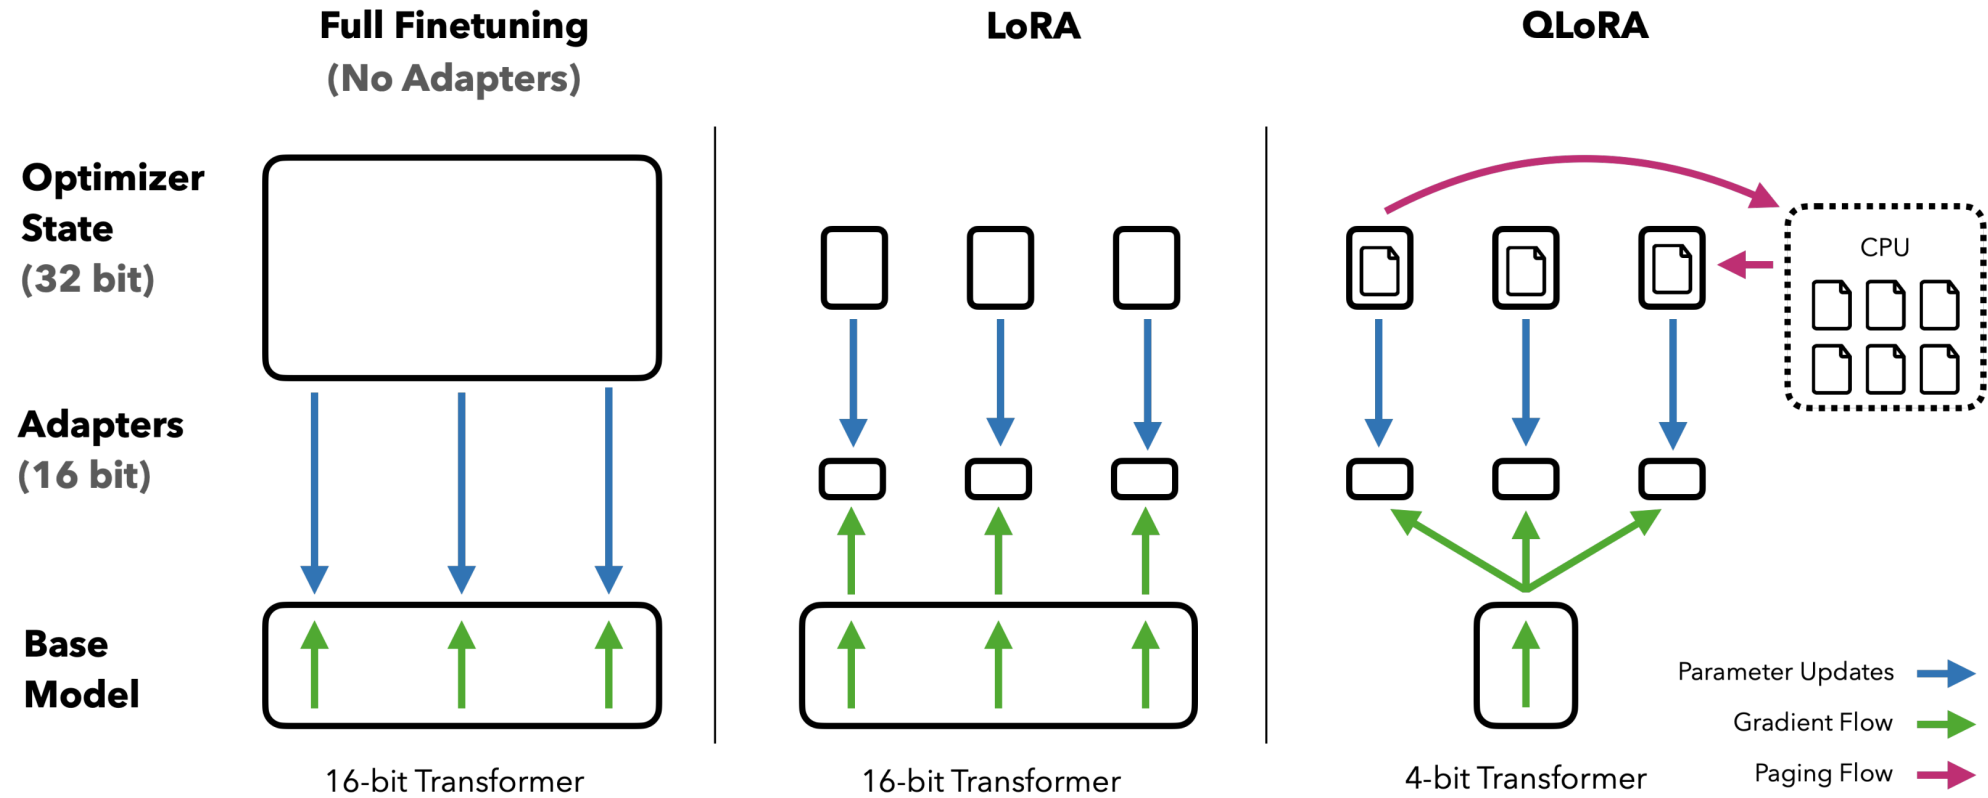 Full Finetuning
(No Adapters)
LoRA
QLoRA
Optimizer
State
(32 bit)
CPU
Adapters
(16 bit)
Base
Model
Parameter Updates
Gradient Flow
Paging Flow
16-bit Transformer
16-bit Transformer
4-bit Transformer